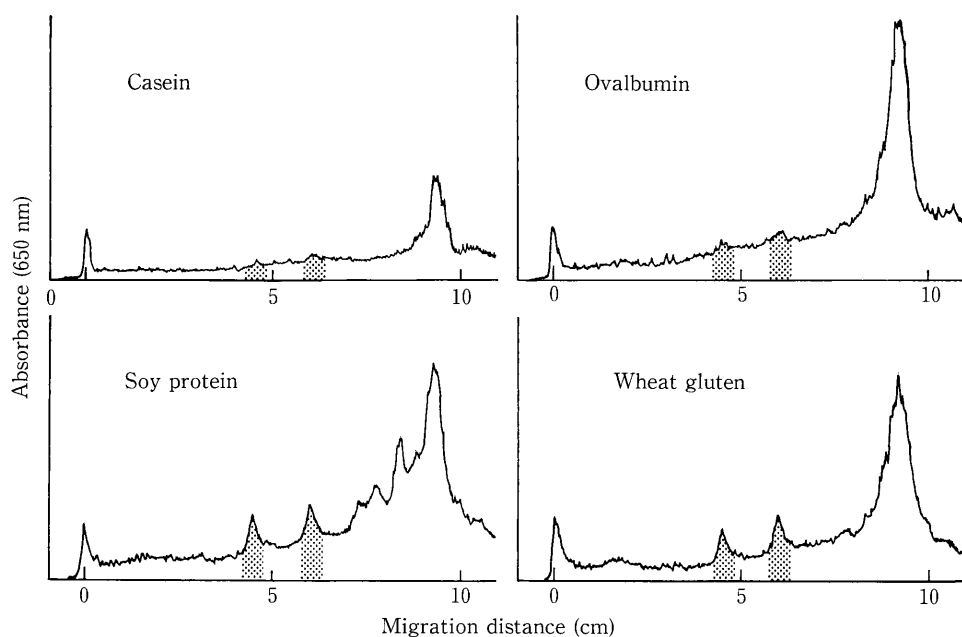 Casein
Ovalbumin
0
5
10
0
5
10
Absorbance (650 nm)
Soy protein
Wheat gluten
0
5
10
0
5
10
Migration distance (cm)